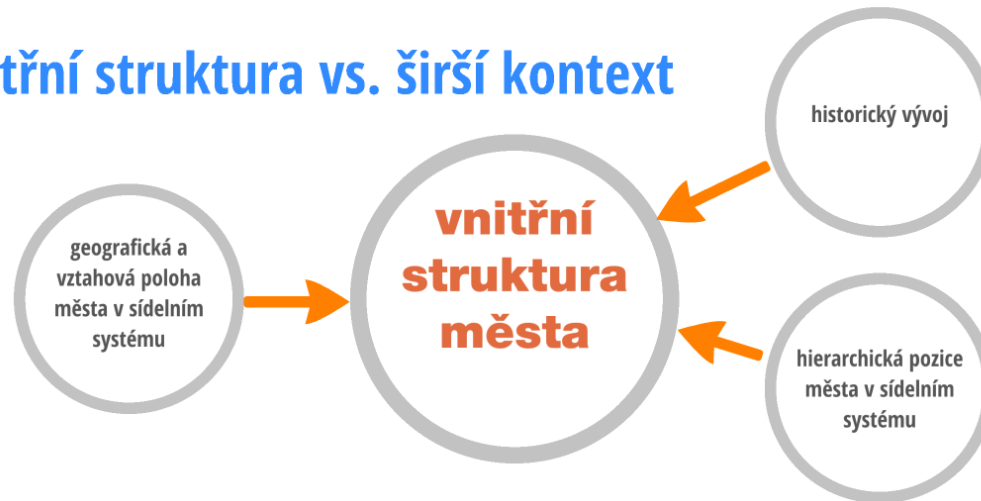 třní struktura vs. širší kontext
historický vývoj
vnitřní
struktura
města
geografická a
vztahová poloha
města v sídelním
systému
hierarchická pozice
města v sídelním
systému